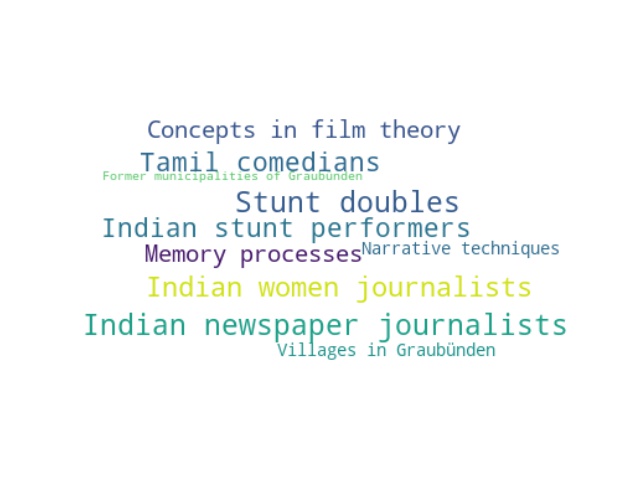 Concepts in film theory
Tamil comedians
Former municipalities of Graubünden
Stunt doubles
Indian stunt performers
Narrative techniques
Memory processes
Indian women journalists
Indian newspaper journalists
Villages in Graubünden